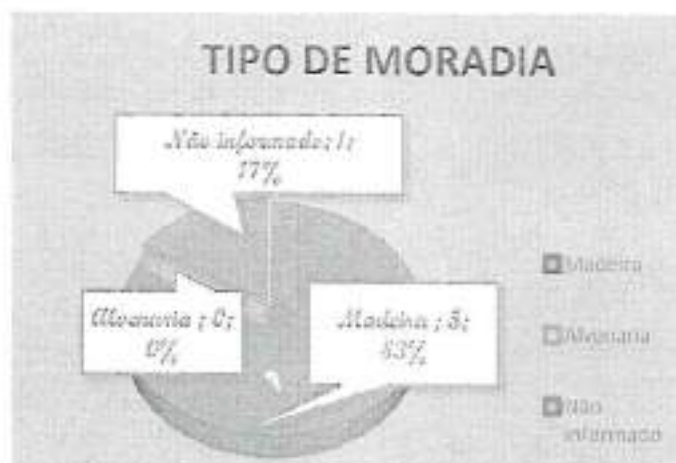 TIPO DE MORADIA
Não informado; 1;
17%
Alvenaria ; 0;
0%
Madeira ; 5;
83%
Madeira
Alvenaria
Não
informado